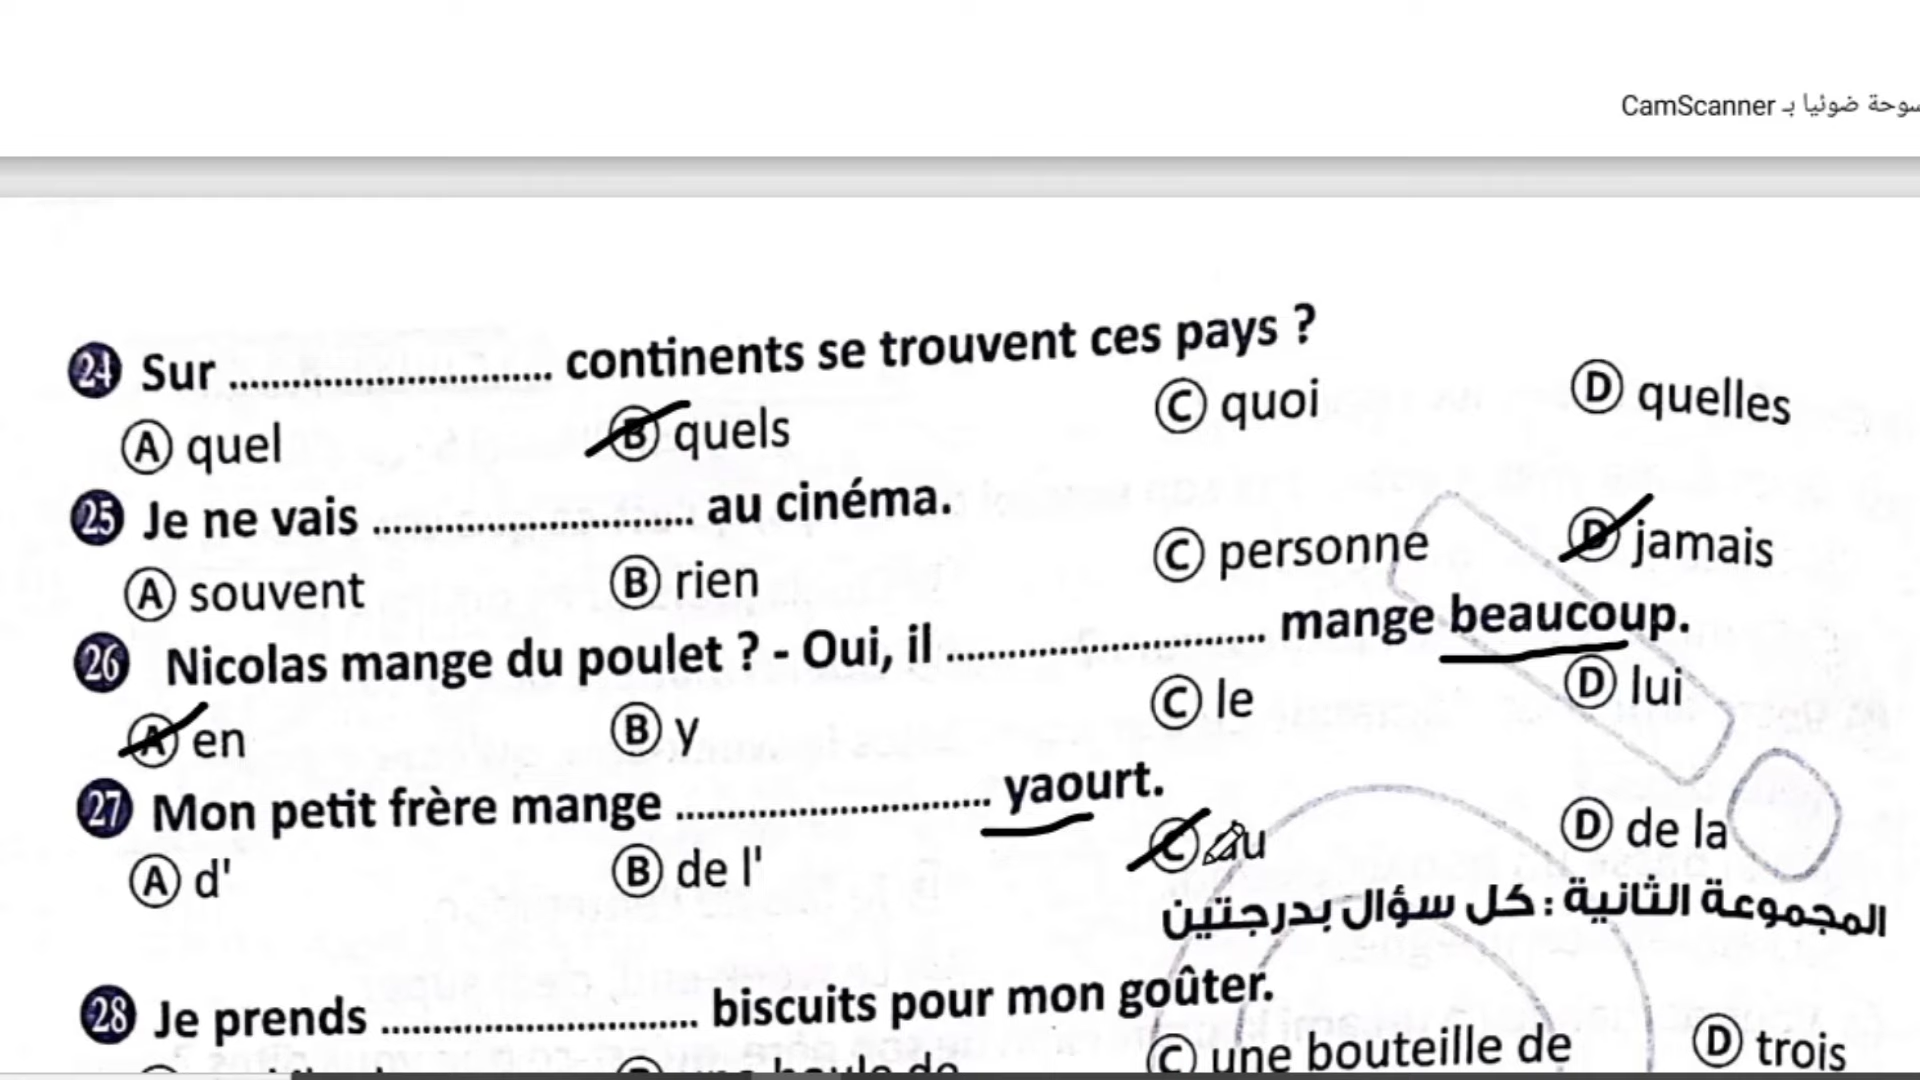 سوحة ضوئيا بـ CamScanner
24 Sur .............................. continents se trouvent ces pays ?
A quel B quels C quoi D quelles
25 Je ne vais .............................. au cinéma.
A souvent B rien C personne D jamais
26 Nicolas mange du poulet ? - Oui, il .............................. mange beaucoup.
A en B y C le D lui
27 Mon petit frère mange .............................. yaourt.
A d' B de l' C du D de la
المجموعة الثانية : كل سؤال بدرجتين
28 Je prends .............................. biscuits pour mon goûter.
C une bouteille de D trois